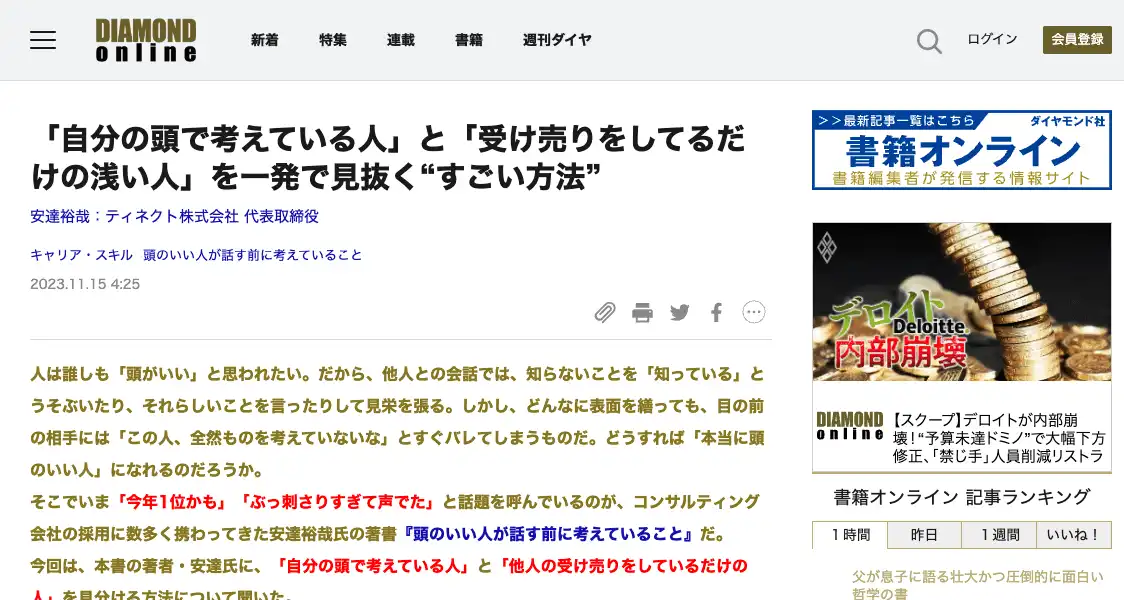 DIAMOND
online
新着
特集
連載
書籍
週刊ダイヤ
ログイン
会員登録
「自分の頭で考えている人」と「受け売りをしてるだ
けの浅い人」を一発で見抜く“すごい方法”
安達裕哉：ティネクト株式会社 代表取締役
キャリア・スキル 頭のいい人が話す前に考えていること
2023.11.15 4:25
人は誰しも「頭がいい」と思われたい。だから、他人との会話では、知らないことを「知っている」と
うそぶいたり、それらしいことを言ったりして見栄を張る。しかし、どんなに表面を繕っても、目の前
の相手には「この人、全然ものを考えていないな」とすぐバレてしまうものだ。どうすれば「本当に頭
のいい人」になれるのだろうか。
そこでいま「今年1位かも」「ぶっ刺さりすぎて声でた」と話題を呼んでいるのが、コンサルティング
会社の採用に数多く携わってきた安達裕哉氏の著書『頭のいい人が話す前に考えていること』だ。
今回は、本書の著者・安達氏に、「自分の頭で考えている人」と「他人の受け売りをしているだけの
人」を見分ける方法について聞いた。
>>最新記事一覧はこちら
ダイヤモンド社
書籍オンライン
書籍編集者が発信する情報サイト
デロイト
Deloitte.
内部崩壊
DIAMOND
online
【スクープ】デロイトが内部崩
壊！“予算未達ドミノ”で大幅下方
修正、「禁じ手」人員削減リストラ
書籍オンライン 記事ランキング
1時間
昨日
1週間
いいね！
父が息子に語る壮大かつ圧倒的に面白い
哲学の書